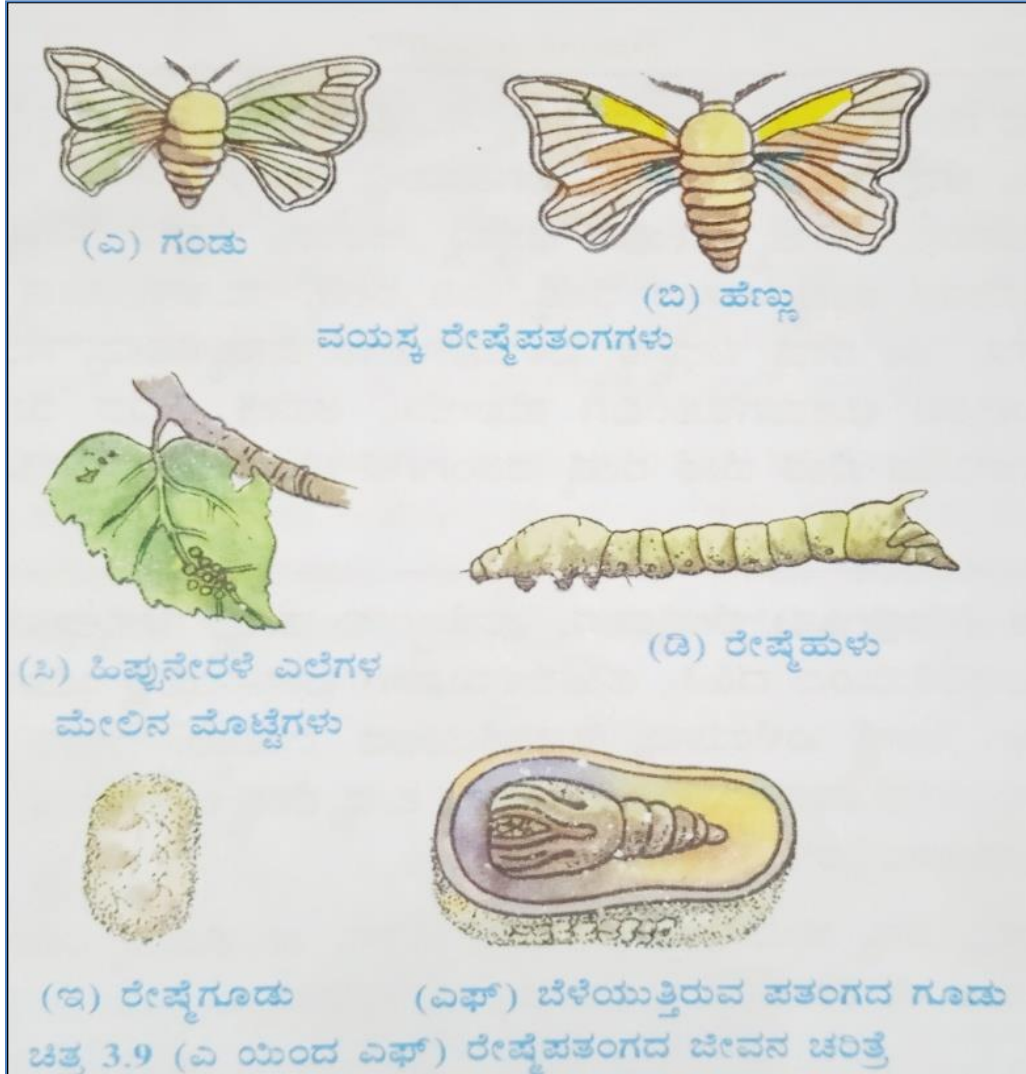 (ಎ) ಗಂಡು
(ಬಿ) ಹೆಣ್ಣು
ವಯಸ್ಕ ರೇಷ್ಮೆಪತಂಗಗಳು
(ಸಿ) ಹಿಪ್ಪುನೇರಳೆ ಎಲೆಗಳ
ಮೇಲಿನ ಮೊಟ್ಟೆಗಳು
(ಡಿ) ರೇಷ್ಮೆಹುಳು
(ಇ) ರೇಷ್ಮೆಗೂಡು
(ಎಫ್) ಬೆಳೆಯುತ್ತಿರುವ ಪತಂಗದ ಗೂಡು
ಚಿತ್ರ 3.9 (ಎ ಯಿಂದ ಎಫ್) ರೇಷ್ಮೆಪತಂಗದ ಜೀವನ ಚರಿತ್ರೆ